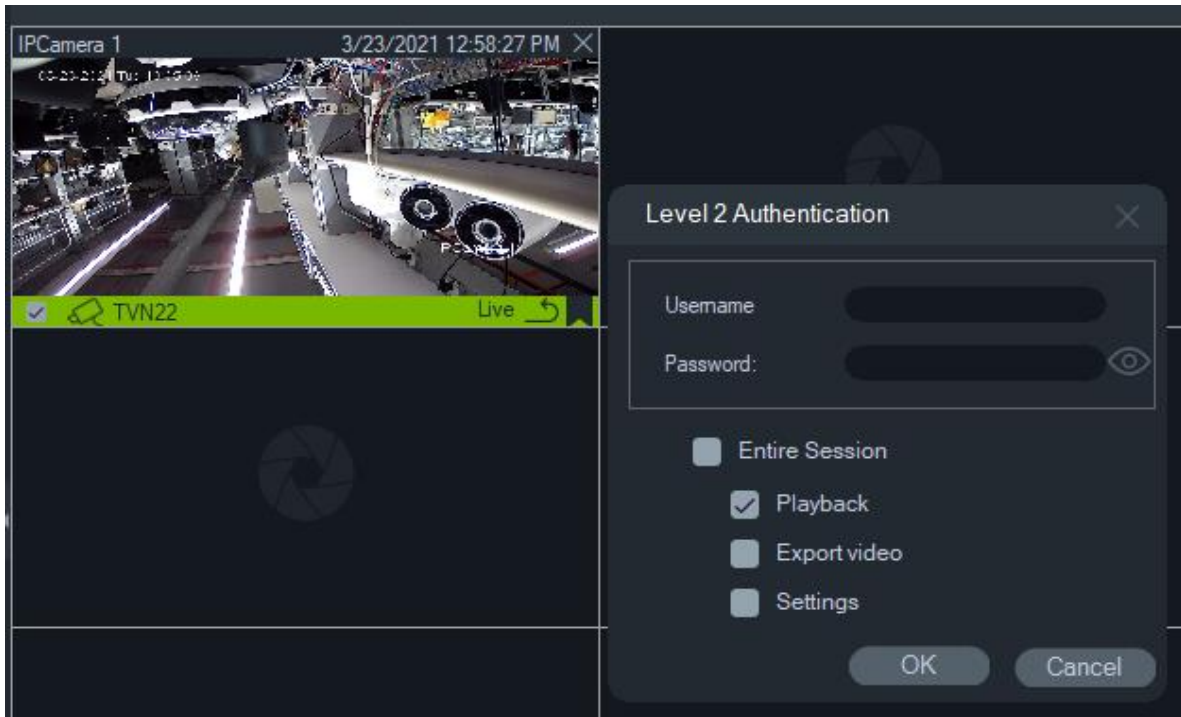 IPCamera 1 3/23/2021 12:58:27 PM
TVN22 Live
Level 2 Authentication
Username
Password:
Entire Session
Playback
Export video
Settings
OK Cancel